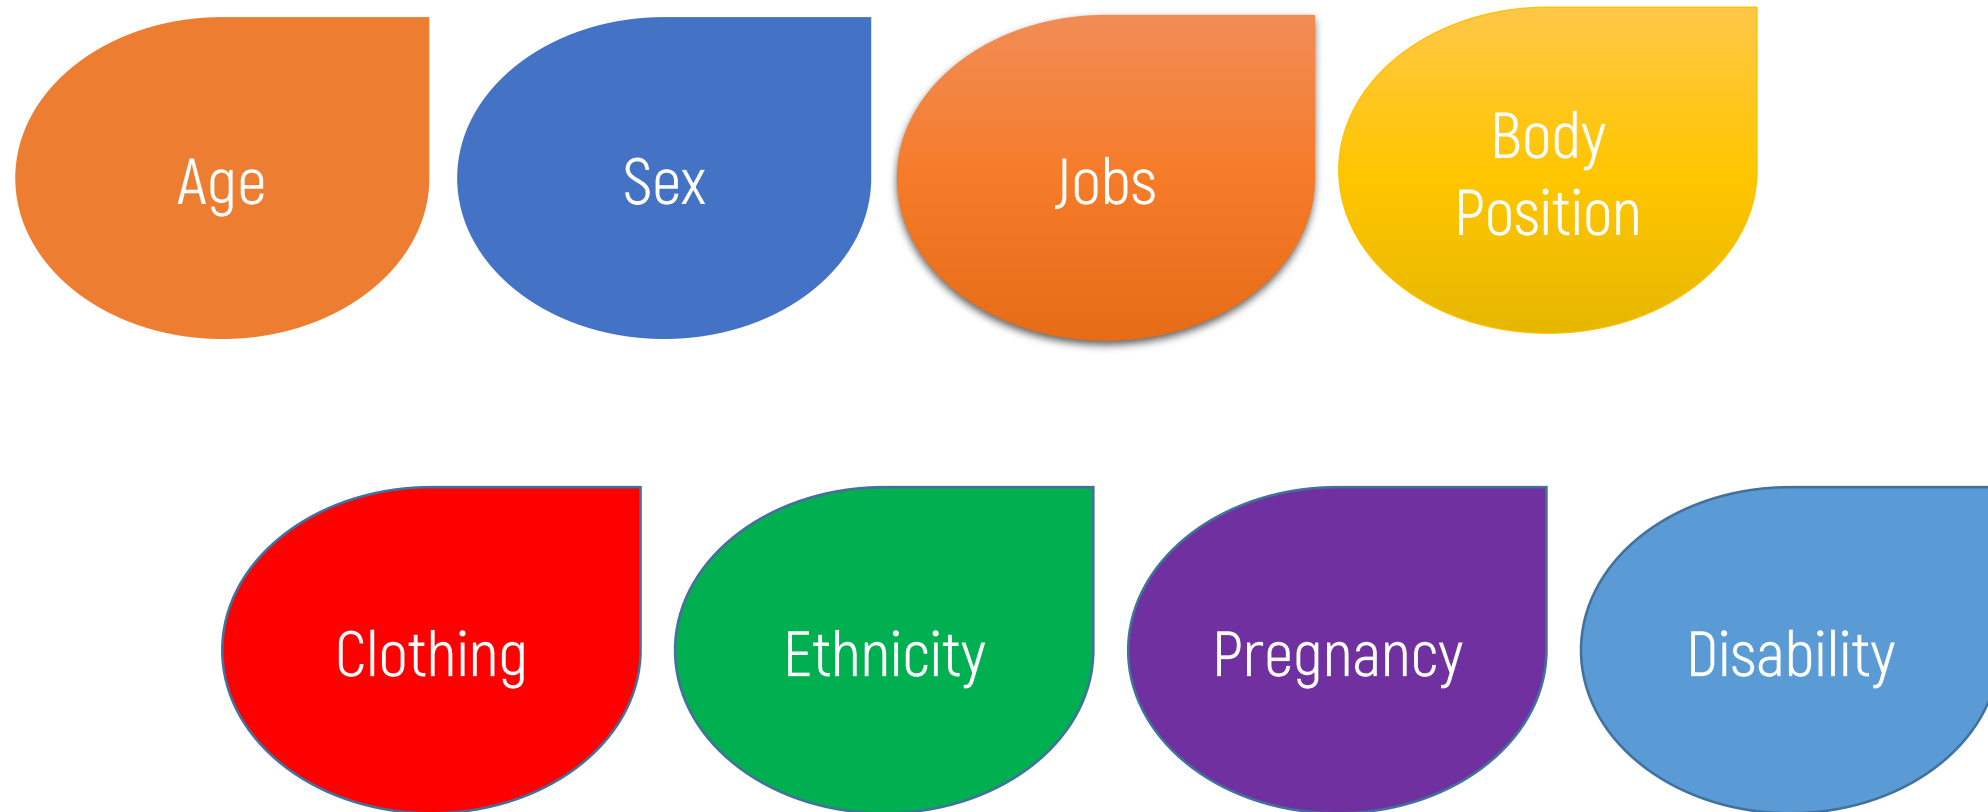 Age
Sex
Jobs
Body
Position
Clothing
Ethnicity
Pregnancy
Disability